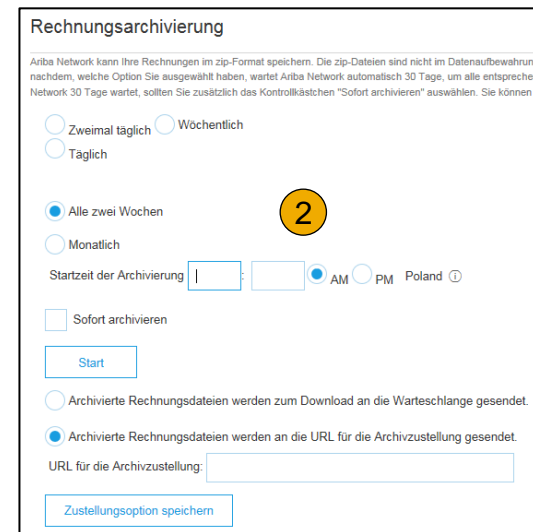 Rechnungsarchivierung
Ariba Network kann Ihre Rechnungen im zip-Format speichern. Die zip-Dateien sind nicht im
nachdem, welche Option Sie ausgewählt haben, wartet Ariba Network automatisch 30 Tage, um alle
Network 30 Tage wartet, sollten Sie zusätzlich das Kontrollkästchen "Sofort archivieren" auswählen. Sie können
Zweimal täglich Wöchentlich
Täglich
Alle zwei Wochen
2
Monatlich
Startzeit der Archivierung : AM PM Poland
Sofort archivieren
Start
Archivierte Rechnungsdateien werden zum Download an die Warteschlange gesendet.
Archivierte Rechnungsdateien werden an die URL für die Archivzustellung gesendet.
URL für die Archivzustellung:
Zustellungsoption speichern